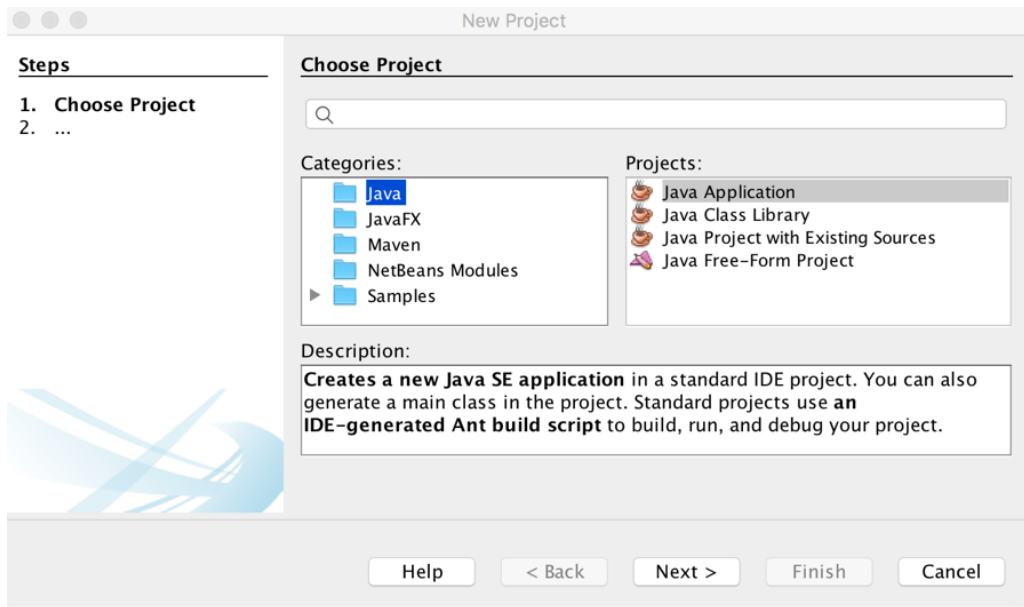 New Project
Steps
1. Choose Project
2. ...
Choose Project
Categories:
Java
JavaFX
Maven
NetBeans Modules
Samples
Projects:
Java Application
Java Class Library
Java Project with Existing Sources
Java Free-Form Project
Description:
Creates a new Java SE application in a standard IDE project. You can also
generate a main class in the project. Standard projects use an
IDE-generated Ant build script to build, run, and debug your project.
Help
< Back
Next >
Finish
Cancel